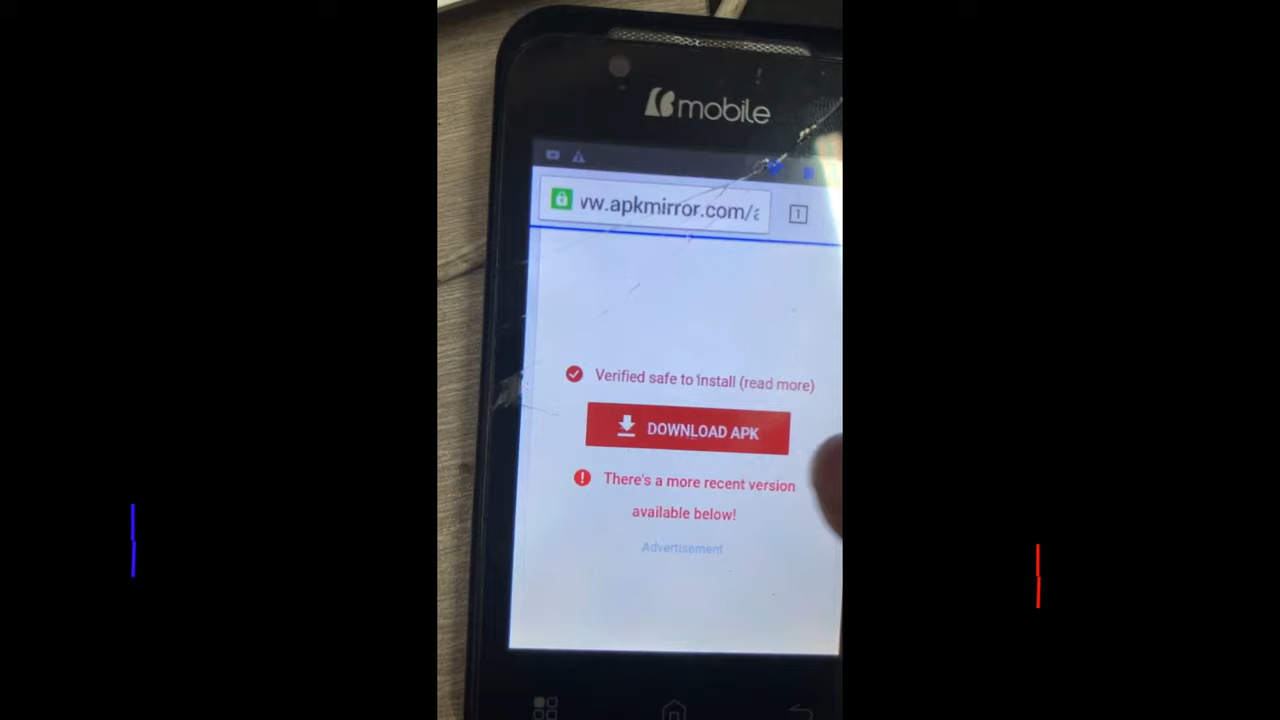 mobile
ww.apkmirror.com/a
1
Verified safe to install (read more)
DOWNLOAD APK
There's a more recent version
available below!
Advertisement